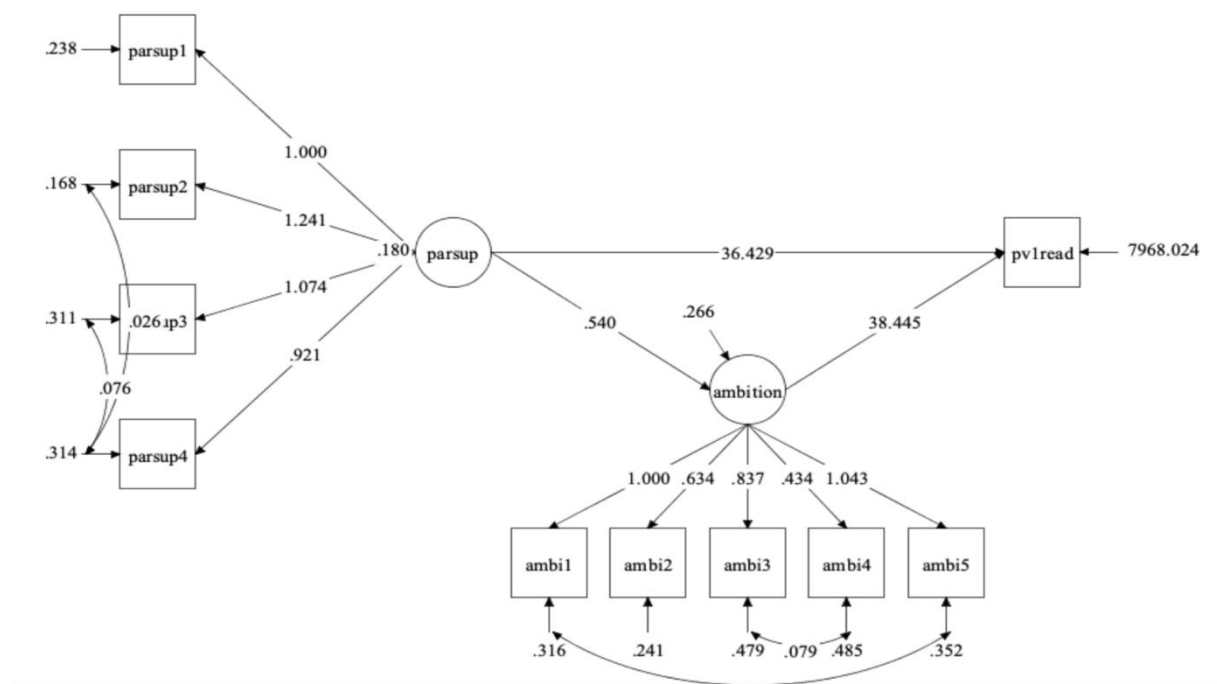 .238
parsup1
1.000
.168
parsup2
1.241
.180
parsup
36.429
pv1read
7968.024
1.074
.311
.026
.540
.266
38.445
.921
.076
ambition
.314
parsup4
1.000 .634 .837 .434 1.043
ambi1 ambi2 ambi3 ambi4 ambi5
.316 .241 .479 .079 .485 .352